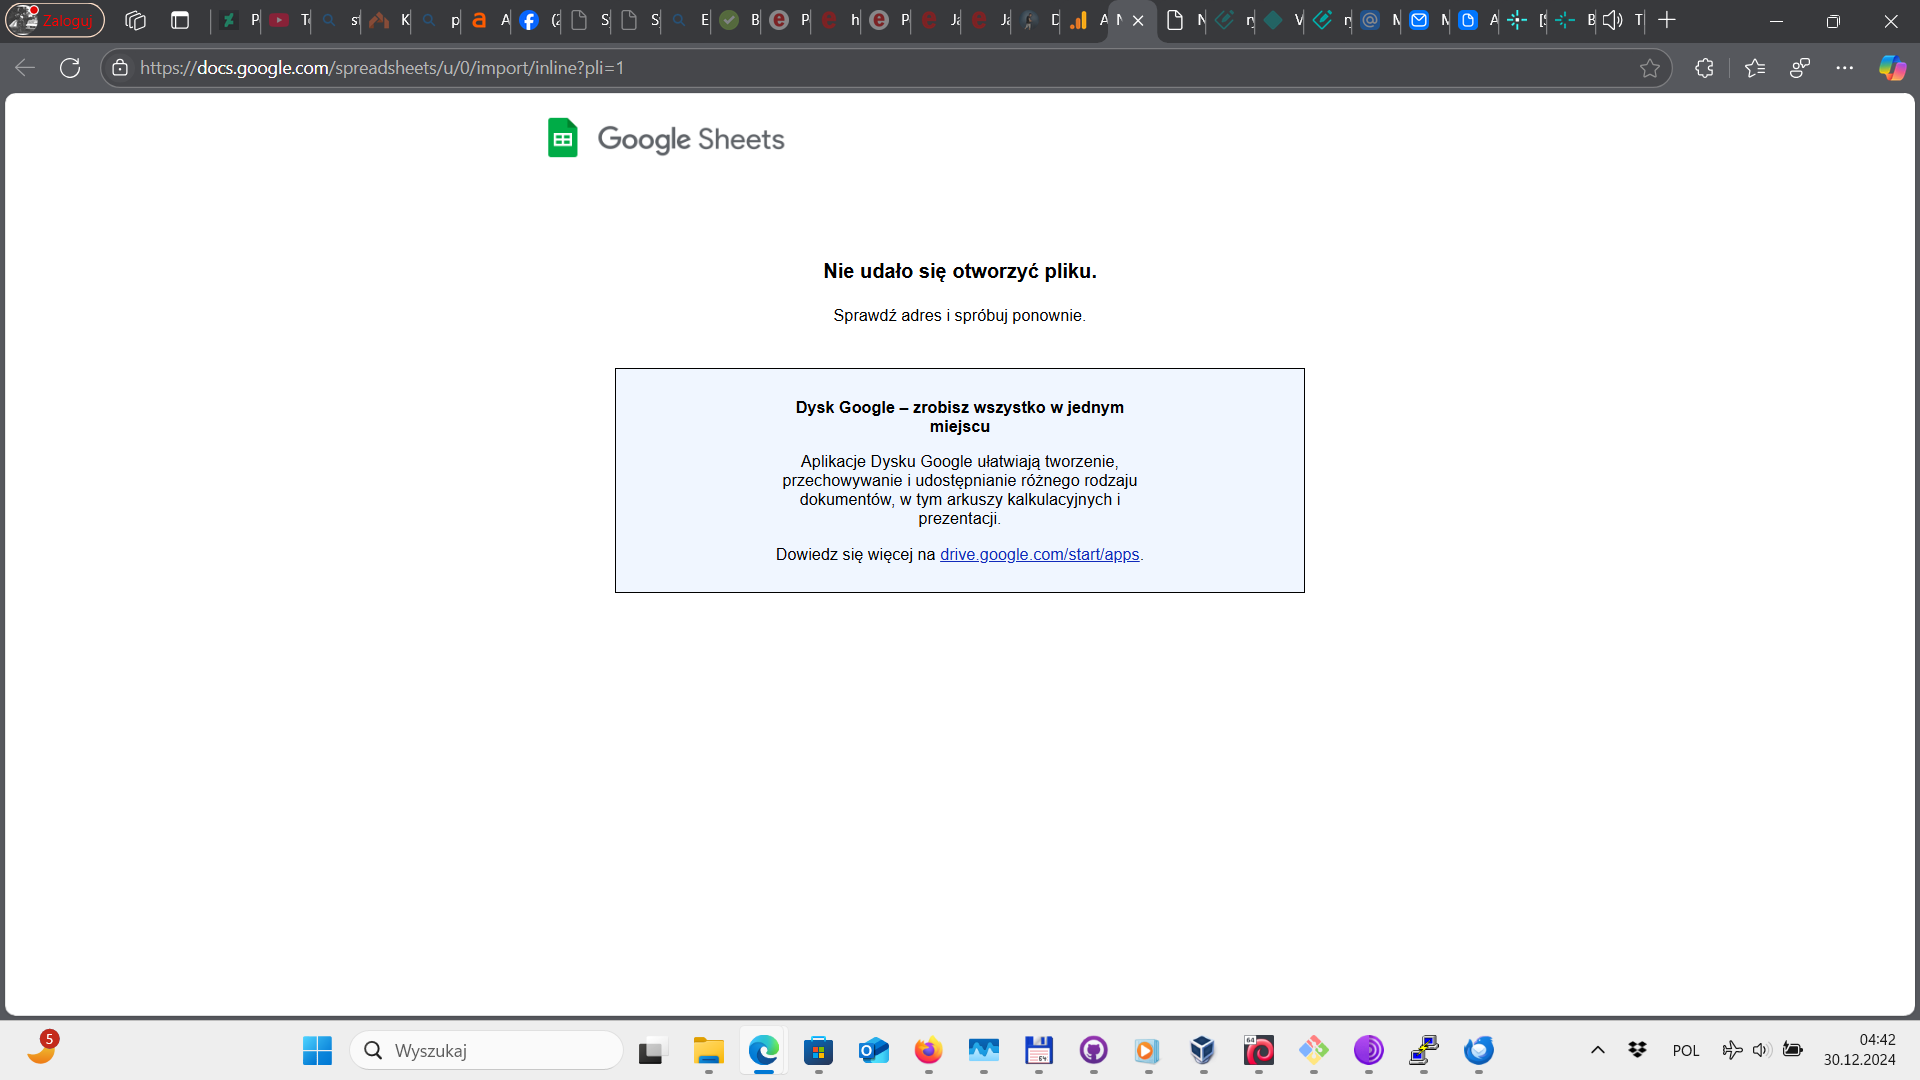 Zaloguj
https://docs.google.com/spreadsheets/u/0/import/inline?pli=1
Google Sheets
Nie udało się otworzyć pliku.
Sprawdź adres i spróbuj ponownie.
Dysk Google – zrobisz wszystko w jednym
miejscu
Aplikacje Dysku Google ułatwiają tworzenie,
przechowywanie i udostępnianie różnego rodzaju
dokumentów, w tym arkuszy kalkulacyjnych i
prezentacji.
Dowiedz się więcej na drive.google.com/start/apps.
5
Wyszukaj
POL
04:42
30.12.2024